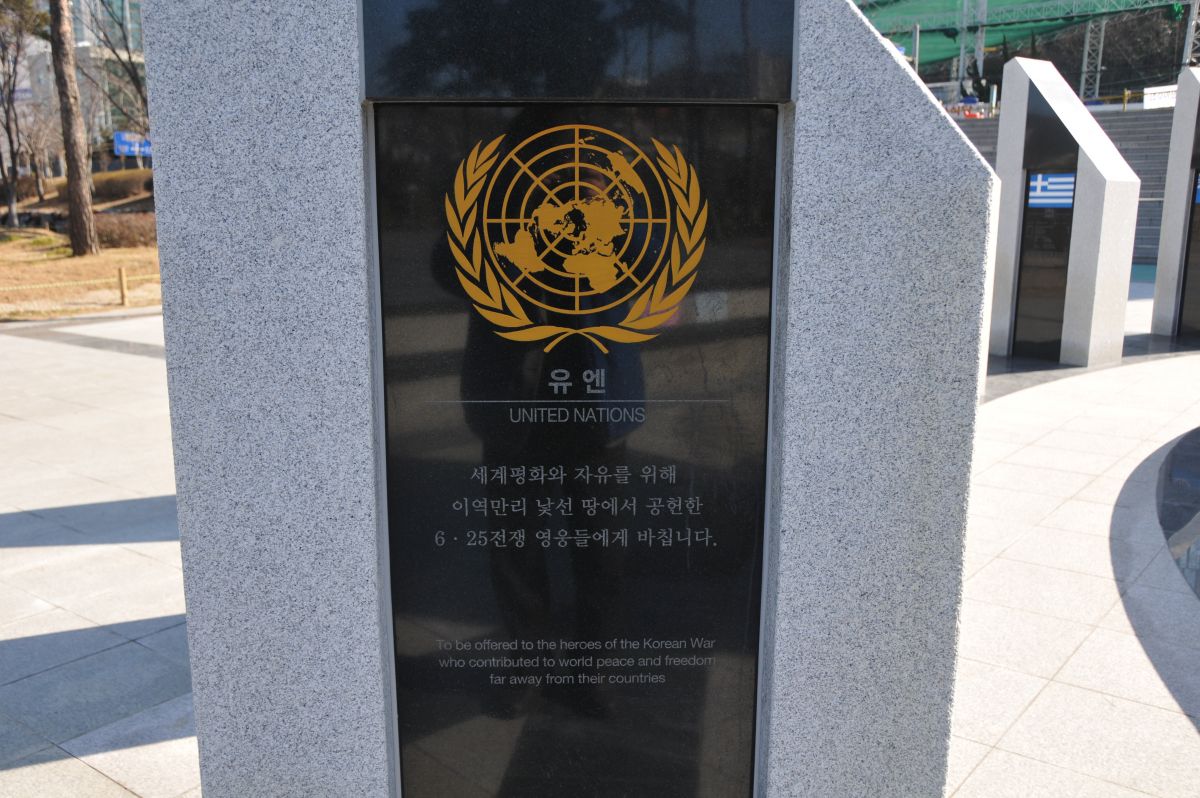 유엔
UNITED NATIONS
세계평화와 자유를 위해
이역만리 낯선 땅에서 공헌한
6 · 25전쟁 영웅들에게 바칩니다.
To be offered to the heroes of the Korean War
who contributed to world peace and freedom
far away from their countries